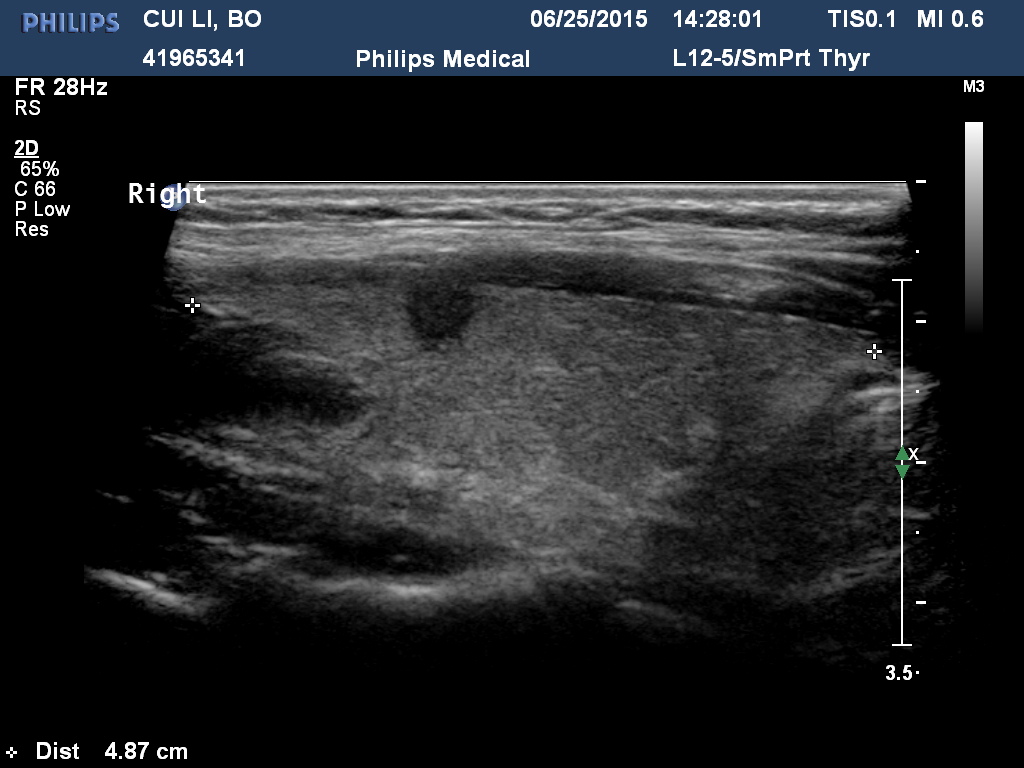 PHILIPS CUI LI, BO 06/25/2015 14:28:01 TIS0.1 MI 0.6
41965341 Philips Medical L12-5/SmPrt Thyr
FR 28Hz M3
RS
2D
65%
C 66
P Low
Res
Right
X
3.5
Dist 4.87 cm